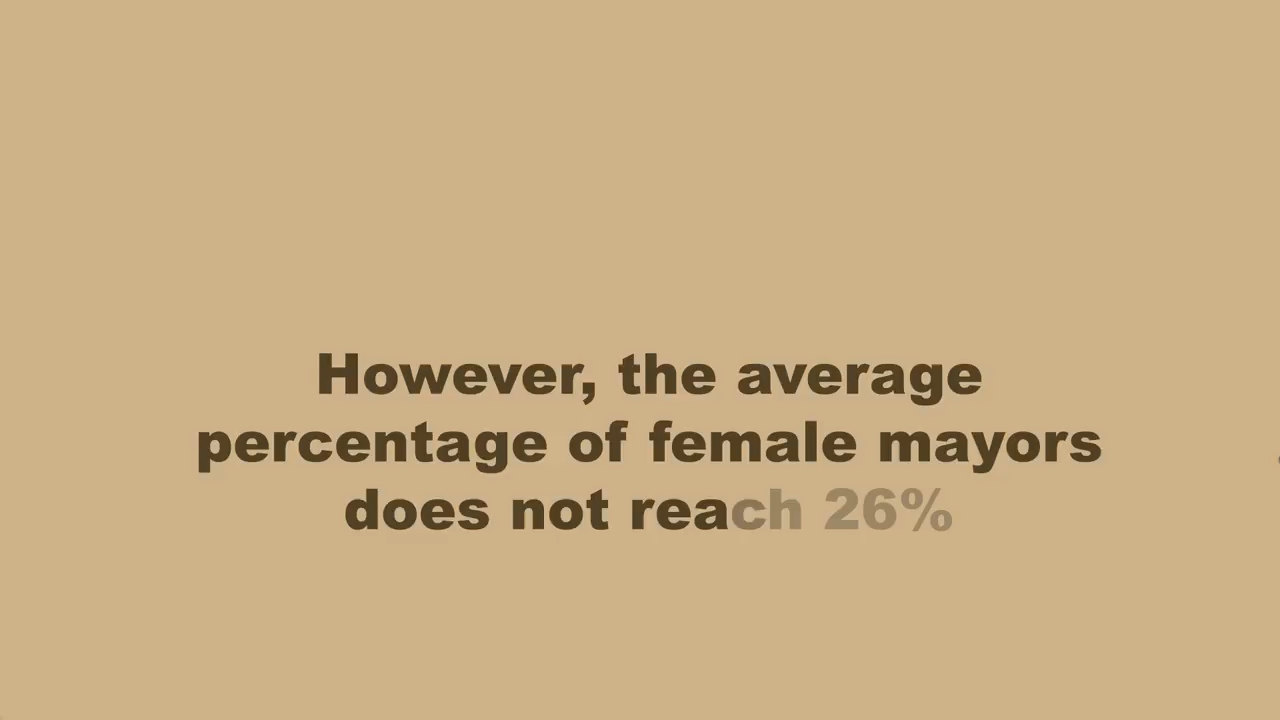 However, the average
percentage of female mayors
does not reach 26%